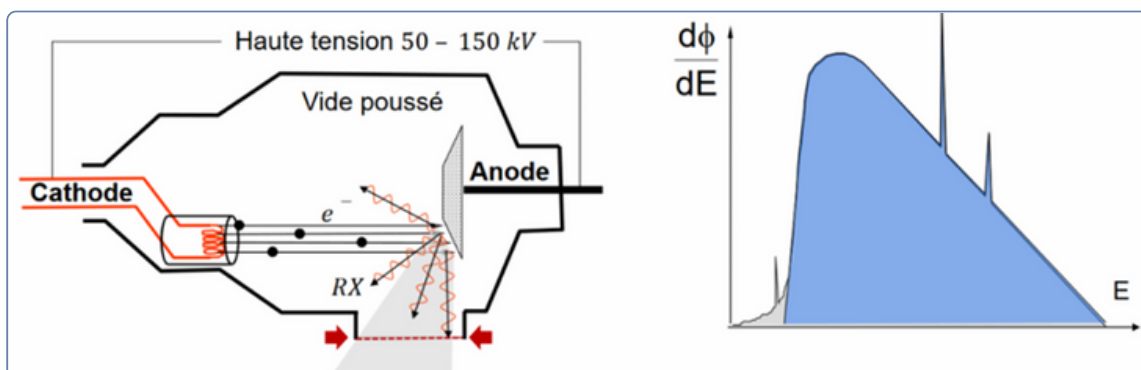 Haute tension 50 – 150 kV
Vide poussé
Cathode
Anode
e⁻
RX
dϕ
dE
E